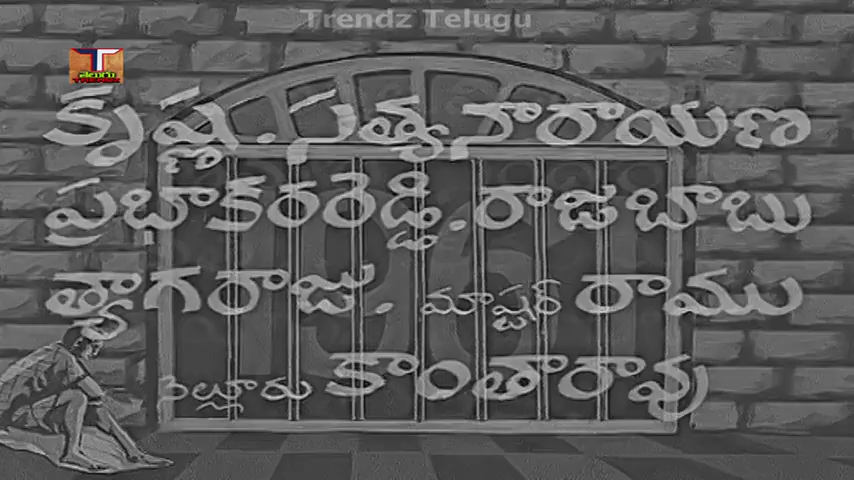 Trendz Telugu
T
తెలుగు
కృష్ణ. సత్యనారాయణ
ప్రభాకరరెడ్డి. రాజబాబు
త్యాగరాజు. మాష్టర్ రాము
నెల్లూరు కాంతారావు